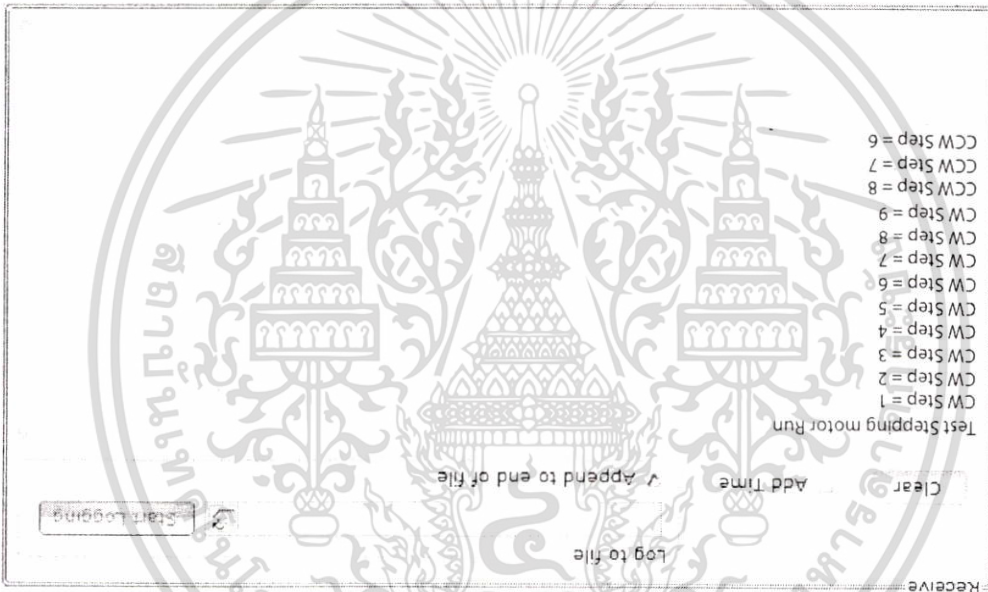 Receive
Log to file
Start Logging
Clear
Add Time
✓ Append to end of file
Test Stepping motor Run
CW Step = 1
CW Step = 2
CW Step = 3
CW Step = 4
CW Step = 5
CW Step = 6
CW Step = 7
CW Step = 8
CW Step = 9
CCW Step = 8
CCW Step = 7
CCW Step = 6